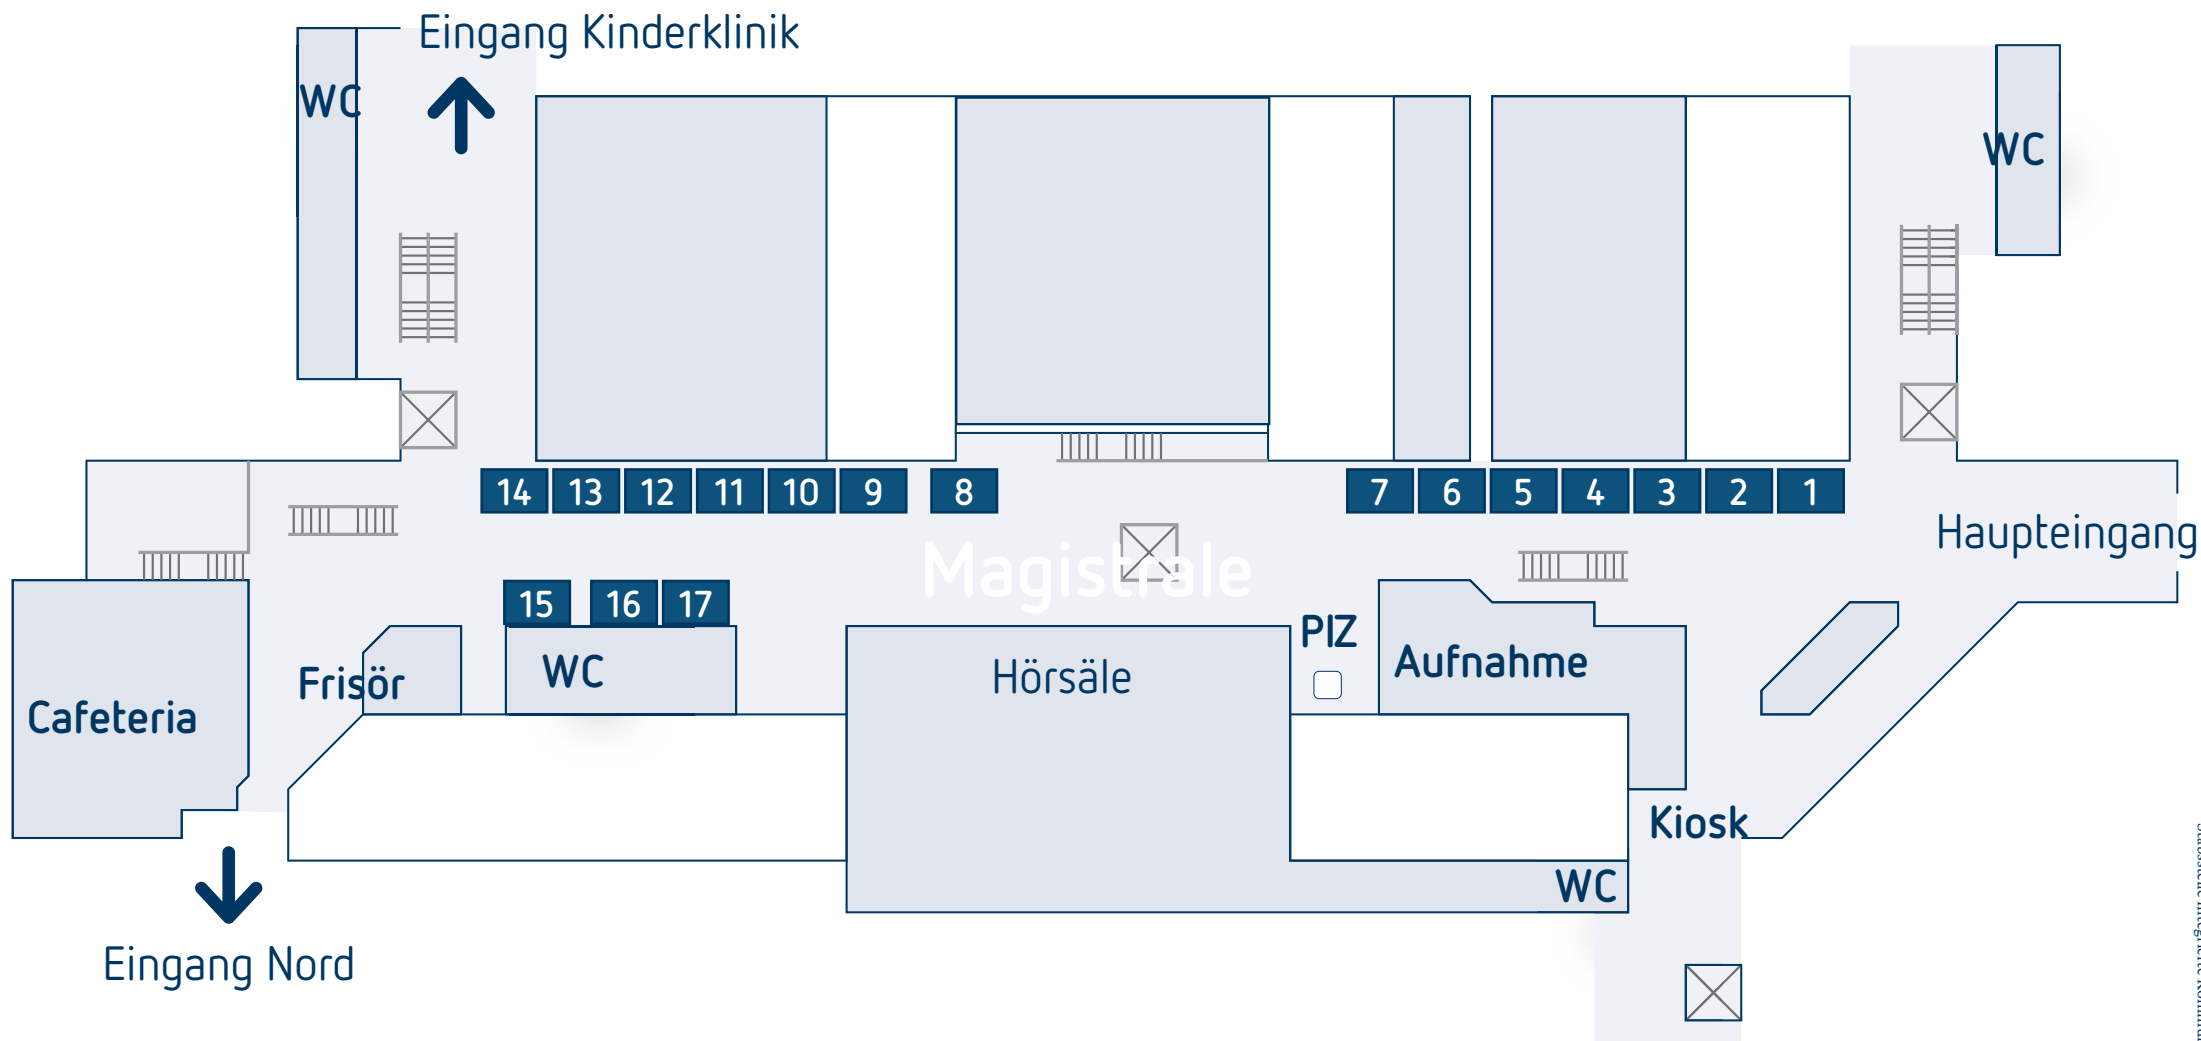 Eingang Kinderklinik
WC
WC
14 13 12 11 10 9 8 7 6 5 4 3 2 1
Haupteingang
Magistrale
15 16 17
PIZ
Aufnahme
Frisör
WC
Hörsäle
Cafeteria
Kiosk
WC
Eingang Nord